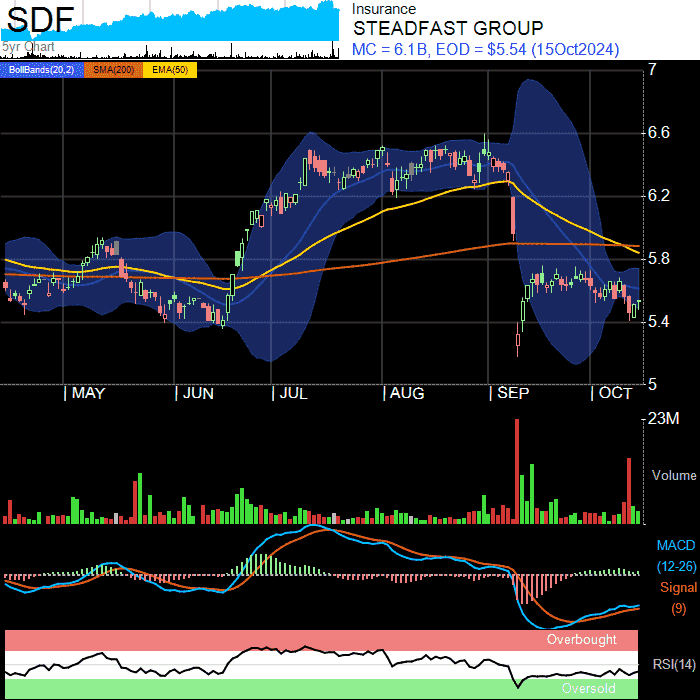 SDF
Insurance
STEADFAST GROUP
5yr Chart
MC = 6.1B, EOD = $5.54 (15Oct2024)
BollBands(20,2) SMA(200) EMA(50)
7
6.6
6.2
5.8
5.4
5
| MAY | JUN | JUL | AUG | SEP | OCT
23M
Volume
MACD
(12-26)
Signal
(9)
Overbought
RSI(14)
Oversold